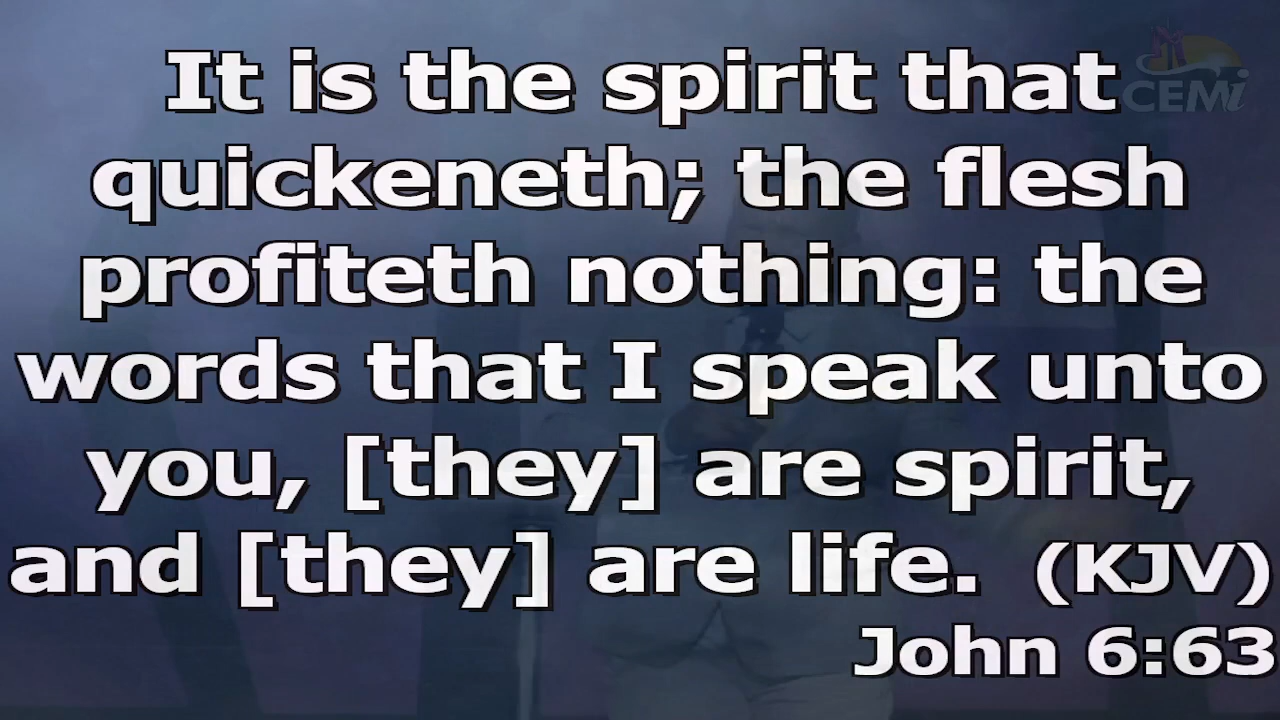 CEMi
It is the spirit that
quickeneth; the flesh
profiteth nothing: the
words that I speak unto
you, [they] are spirit,
and [they] are life. (KJV)
John 6:63